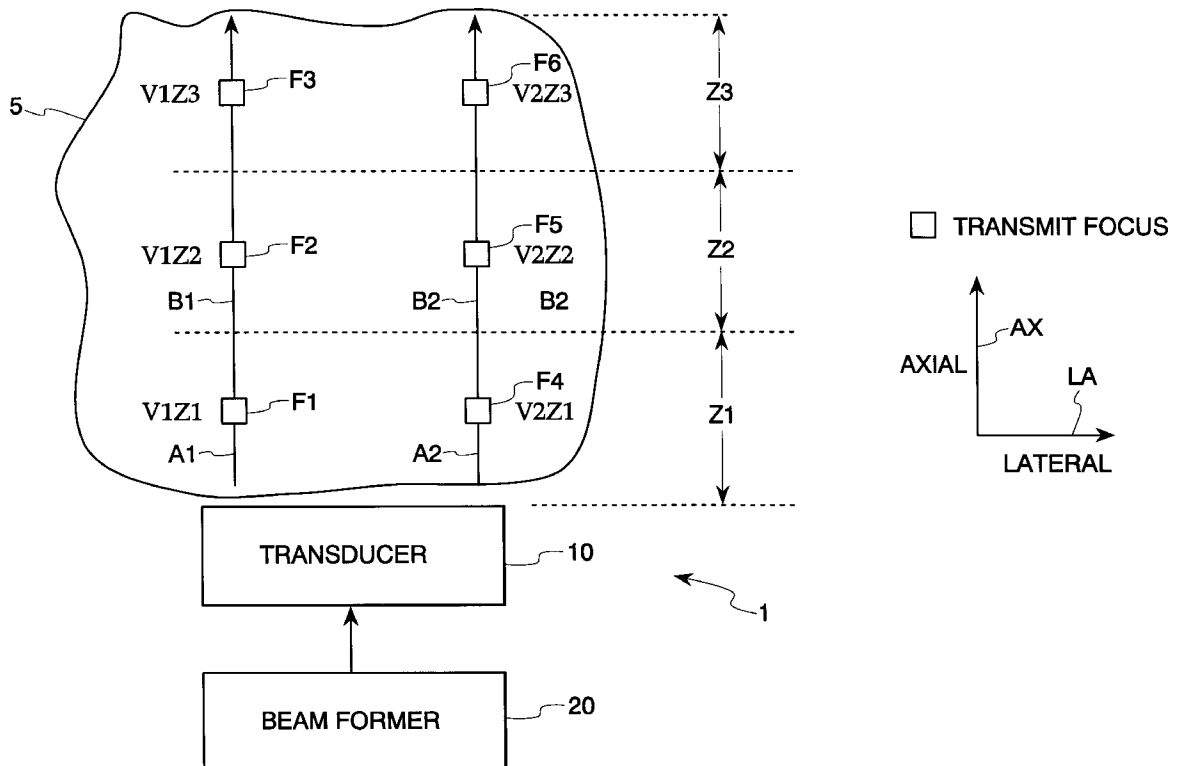 F3
F6
V1Z3
V2Z3
Z3
5
F2
F5
V1Z2
V2Z2
Z2
TRANSMIT FOCUS
B1
B2
B2
AX
AXIAL
LA
LATERAL
F1
F4
V1Z1
V2Z1
Z1
A1
A2
TRANSDUCER
10
1
BEAM FORMER
20